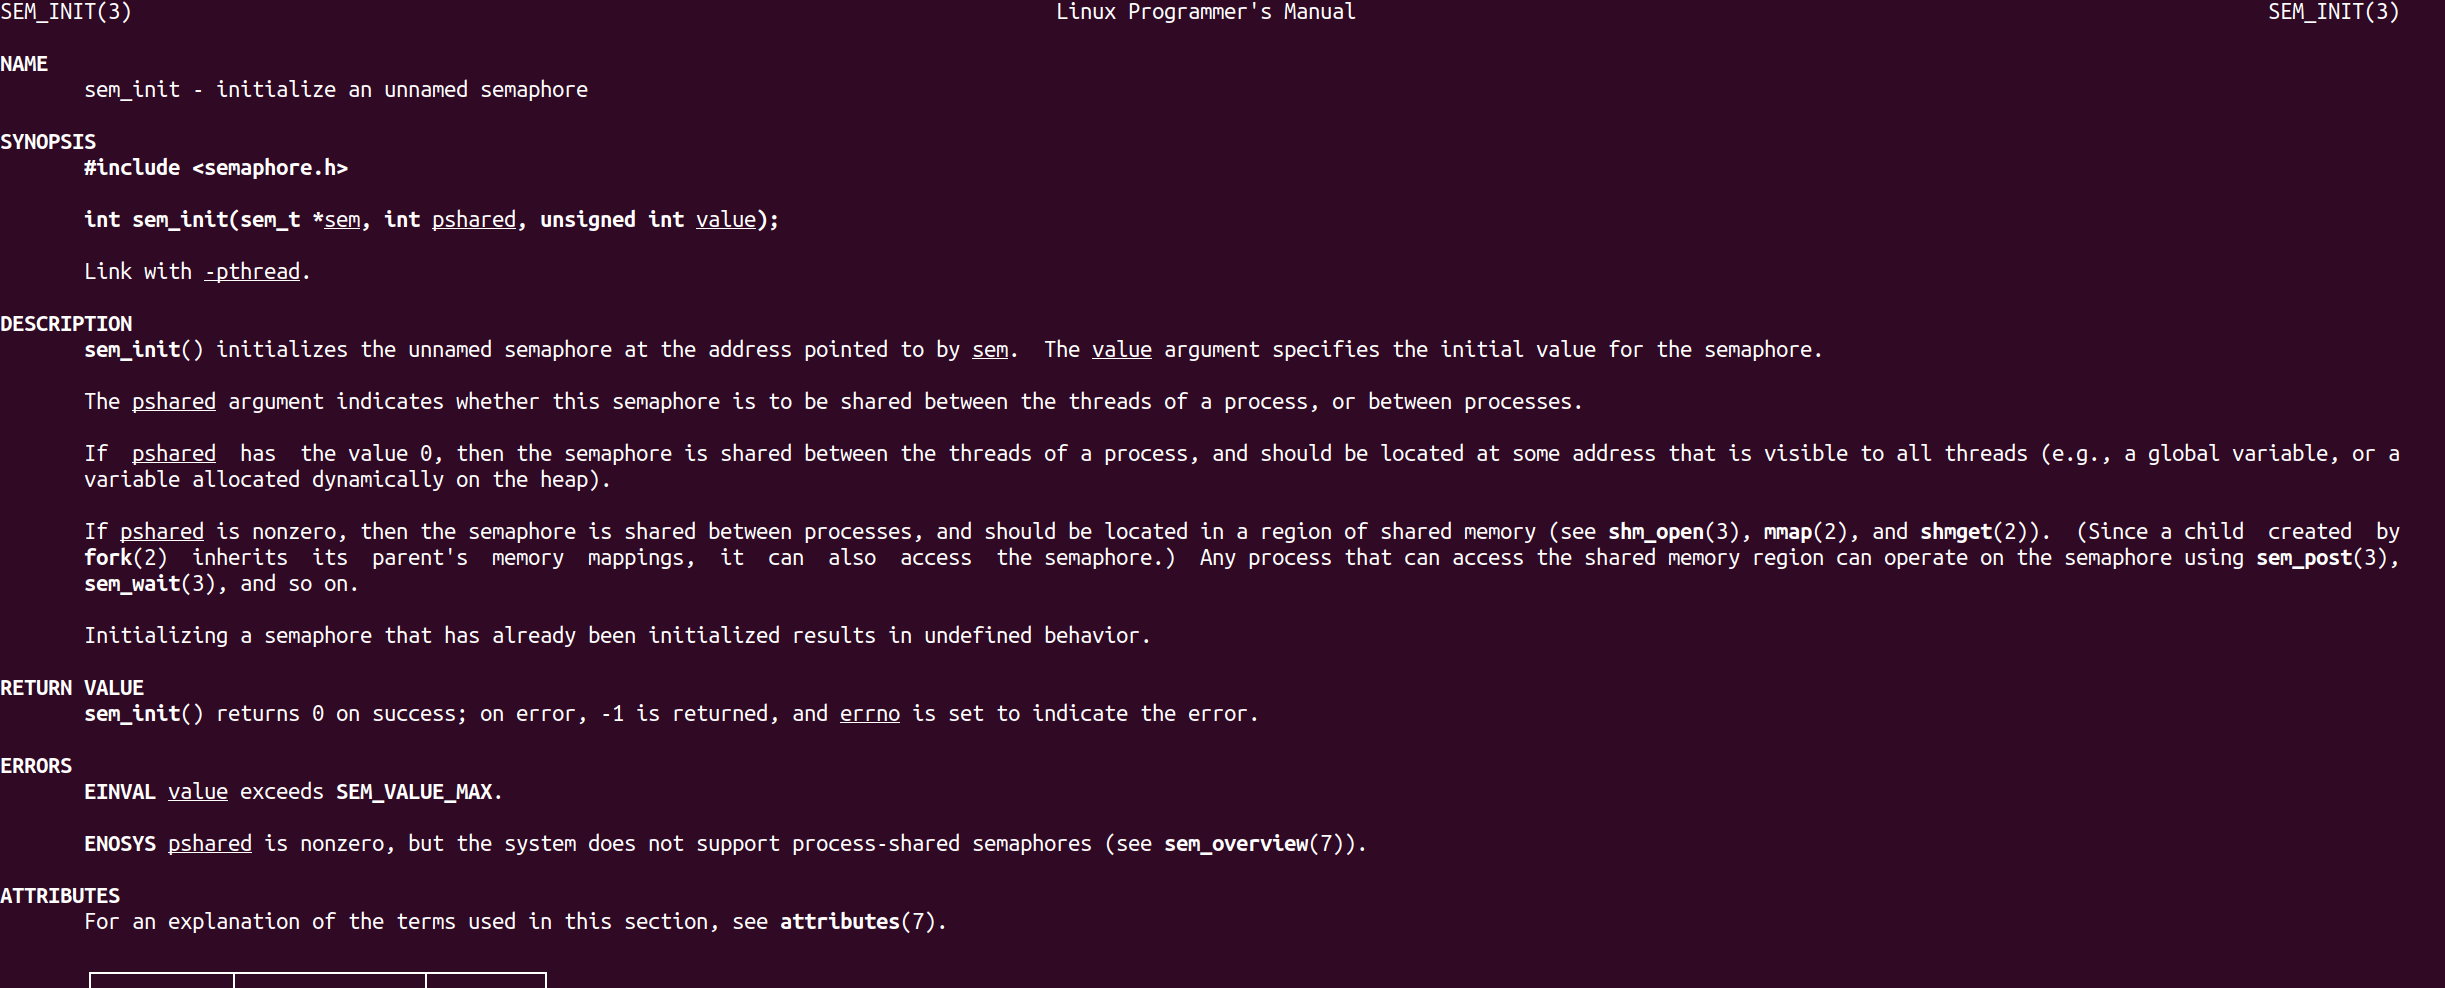 SEM_INIT(3) Linux Programmer's Manual SEM_INIT(3)
NAME
sem_init - initialize an unnamed semaphore
SYNOPSIS
#include <semaphore.h>
int sem_init(sem_t *sem, int pshared, unsigned int value);
Link with -pthread.
DESCRIPTION
sem_init() initializes the unnamed semaphore at the address pointed to by sem.  The value argument specifies the initial value for the semaphore.
The pshared argument indicates whether this semaphore is to be shared between the threads of a process, or between processes.
If  pshared  has  the value 0, then the semaphore is shared between the threads of a process, and should be located at some address that is visible to all threads (e.g., a global variable, or a
variable allocated dynamically on the heap).
If pshared is nonzero, then the semaphore is shared between processes, and should be located in a region of shared memory (see shm_open(3), mmap(2), and shmget(2)).  (Since a child  created  by
fork(2)  inherits  its  parent's  memory  mappings,  it  can  also  access  the semaphore.)  Any process that can access the shared memory region can operate on the semaphore using sem_post(3),
sem_wait(3), and so on.
Initializing a semaphore that has already been initialized results in undefined behavior.
RETURN VALUE
sem_init() returns 0 on success; on error, -1 is returned, and errno is set to indicate the error.
ERRORS
EINVAL value exceeds SEM_VALUE_MAX.
ENOSYS pshared is nonzero, but the system does not support process-shared semaphores (see sem_overview(7)).
ATTRIBUTES
For an explanation of the terms used in this section, see attributes(7).